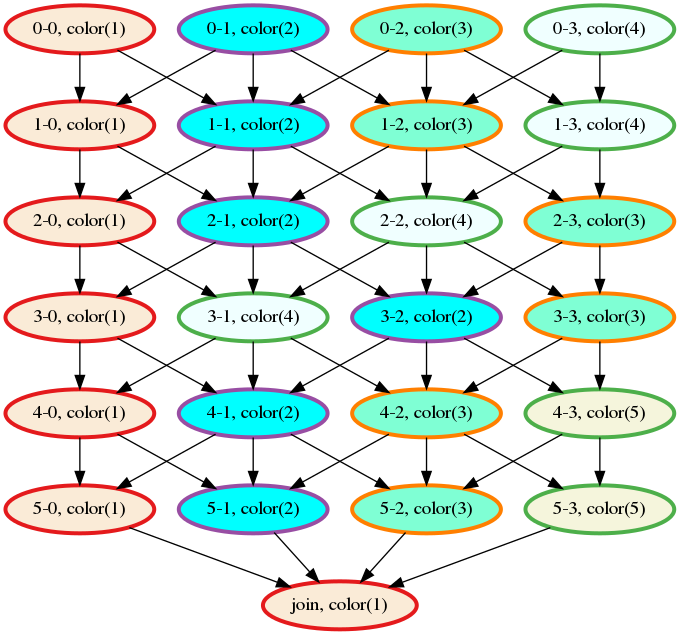 0-0, color(1)
0-1, color(2)
0-2, color(3)
0-3, color(4)
1-0, color(1)
1-1, color(2)
1-2, color(3)
1-3, color(4)
2-0, color(1)
2-1, color(2)
2-2, color(4)
2-3, color(3)
3-0, color(1)
3-1, color(4)
3-2, color(2)
3-3, color(3)
4-0, color(1)
4-1, color(2)
4-2, color(3)
4-3, color(5)
5-0, color(1)
5-1, color(2)
5-2, color(3)
5-3, color(5)
join, color(1)